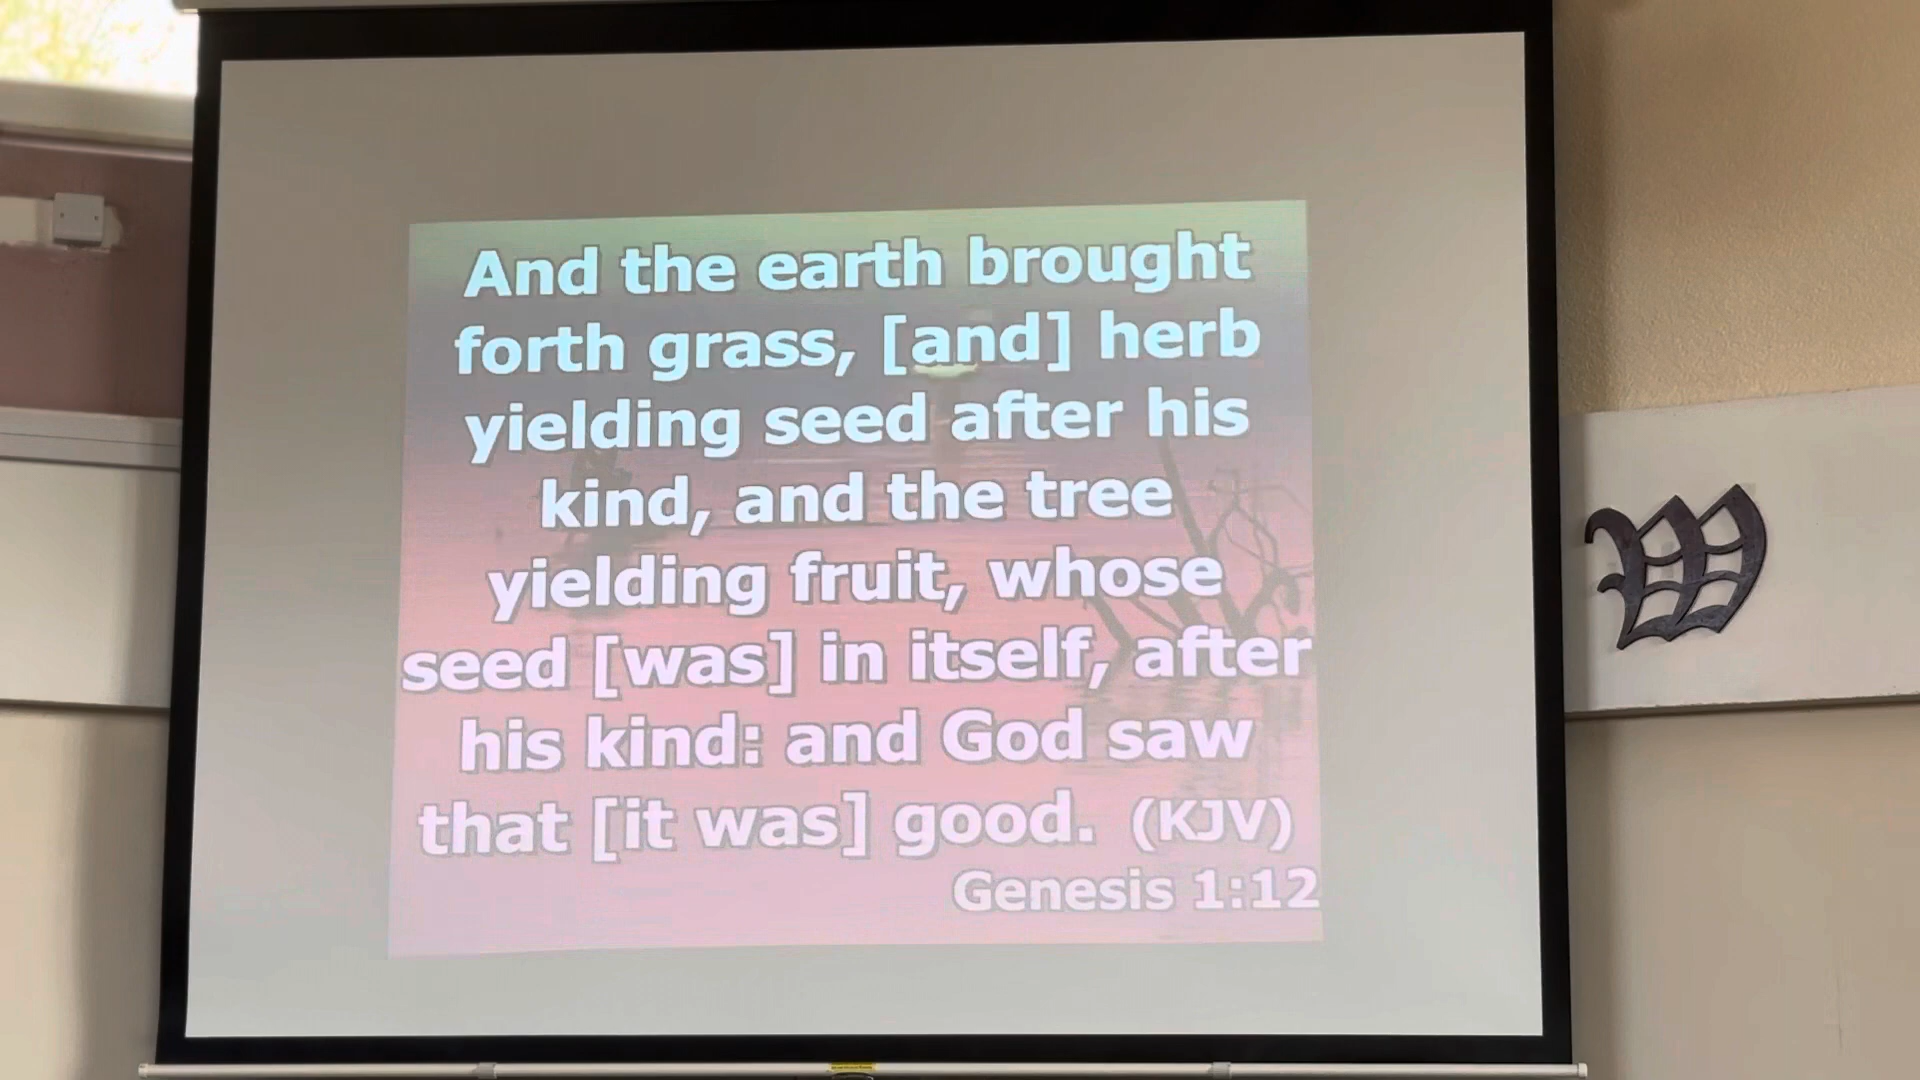 And the earth brought
forth grass, [and] herb
yielding seed after his
kind, and the tree
yielding fruit, whose
seed [was] in itself, after
his kind: and God saw
that [it was] good. (KJV)
Genesis 1:12
W